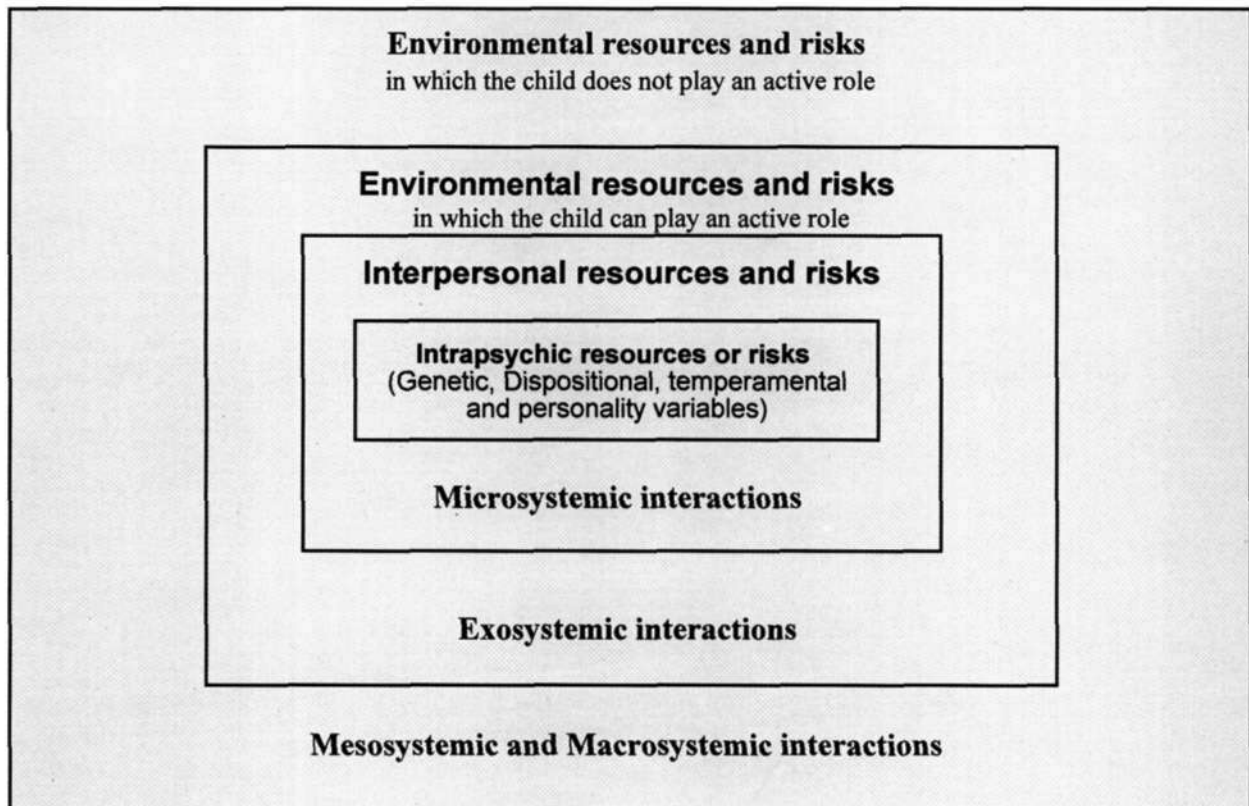 Environmental resources and risks
in which the child does not play an active role
Environmental resources and risks
in which the child can play an active role
Interpersonal resources and risks
Intrapsychic resources or risks
(Genetic, Dispositional, temperamental
and personality variables)
Microsystemic interactions
Exosystemic interactions
Mesosystemic and Macrosystemic interactions